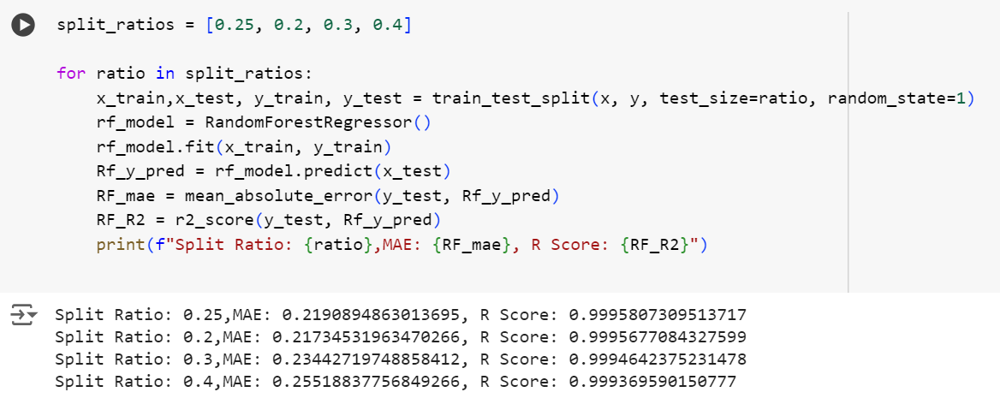 split_ratios = [0.25, 0.2, 0.3, 0.4]
for ratio in split_ratios:
x_train,x_test, y_train, y_test = train_test_split(x, y, test_size=ratio, random_state=1)
rf_model = RandomForestRegressor()
rf_model.fit(x_train, y_train)
Rf_y_pred = rf_model.predict(x_test)
RF_mae = mean_absolute_error(y_test, Rf_y_pred)
RF_R2 = r2_score(y_test, Rf_y_pred)
print(f"Split Ratio: {ratio},MAE: {RF_mae}, R Score: {RF_R2}")
Split Ratio: 0.25,MAE: 0.2190894863013695, R Score: 0.9995807309513717
Split Ratio: 0.2,MAE: 0.21734531963470266, R Score: 0.9995677084327599
Split Ratio: 0.3,MAE: 0.23442719748858412, R Score: 0.9994642375231478
Split Ratio: 0.4,MAE: 0.25518837756849266, R Score: 0.999369590150777